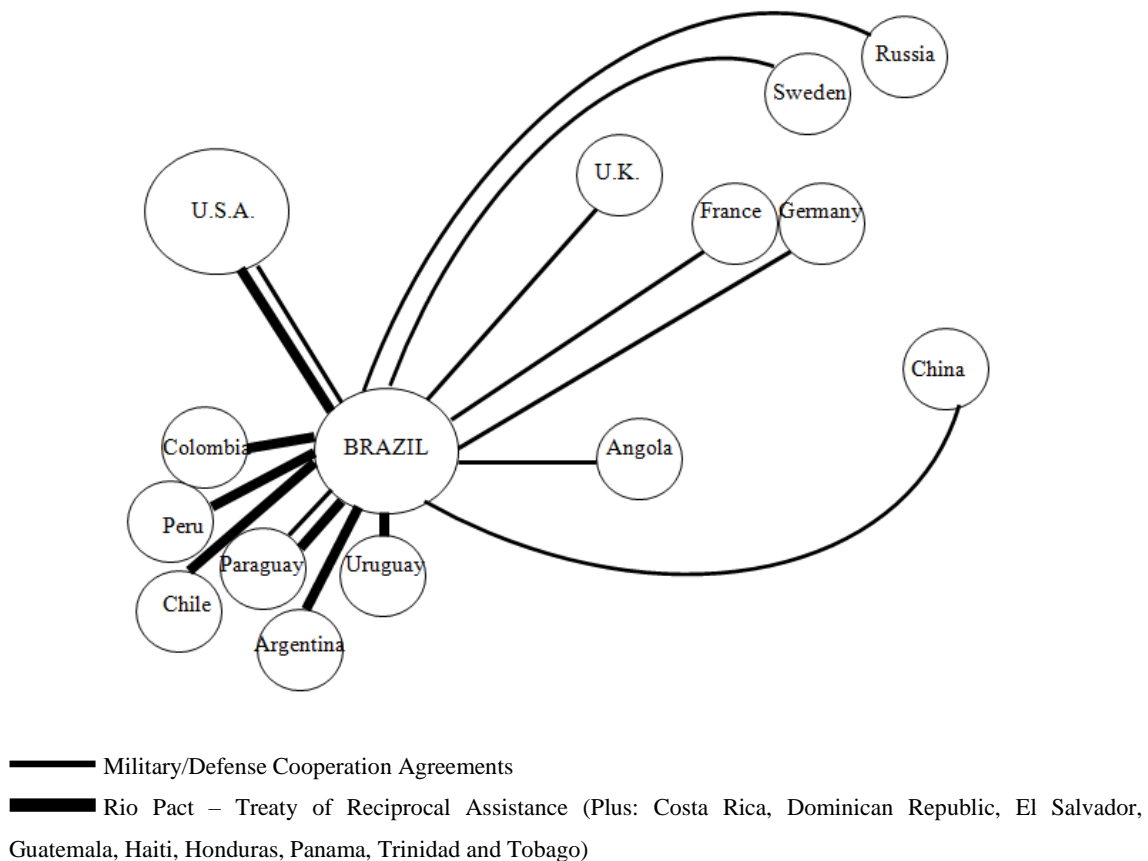 Russia
Sweden
U.K.
U.S.A.
France
Germany
China
Colombia
BRAZIL
Angola
Peru
Paraguay
Uruguay
Chile
Argentina
Military/Defense Cooperation Agreements
Rio Pact – Treaty of Reciprocal Assistance (Plus: Costa Rica, Dominican Republic, El Salvador,
Guatemala, Haiti, Honduras, Panama, Trinidad and Tobago)